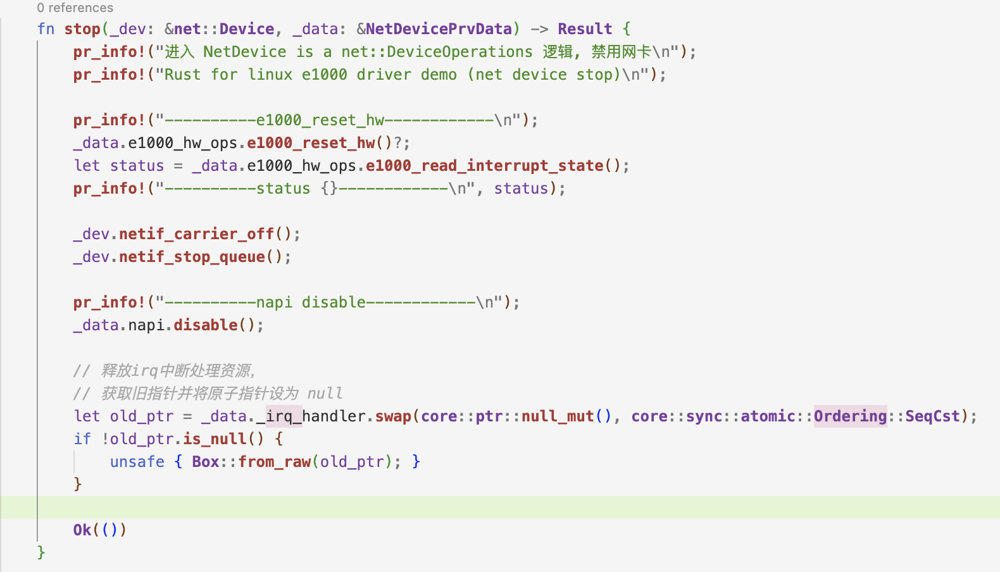 0 references
fn stop(_dev: &net::Device, _data: &NetDevicePrvData) -> Result {
    pr_info!("进入 NetDevice is a net::DeviceOperations 逻辑, 禁用网卡\n");
    pr_info!("Rust for linux e1000 driver demo (net device stop)\n");
    pr_info!("----------e1000_reset_hw------------\n");
    _data.e1000_hw_ops.e1000_reset_hw()?;
    let status = _data.e1000_hw_ops.e1000_read_interrupt_state();
    pr_info!("----------status {}------------\n", status);
    _dev.netif_carrier_off();
    _dev.netif_stop_queue();
    pr_info!("----------napi disable------------\n");
    _data.napi.disable();
    // 释放irq中断处理资源,
    // 获取旧指针并将原子指针设为 null
    let old_ptr = _data._irq_handler.swap(core::ptr::null_mut(), core::sync::atomic::Ordering::SeqCst);
    if !old_ptr.is_null() {
        unsafe { Box::from_raw(old_ptr); }
    }
    Ok(())
}